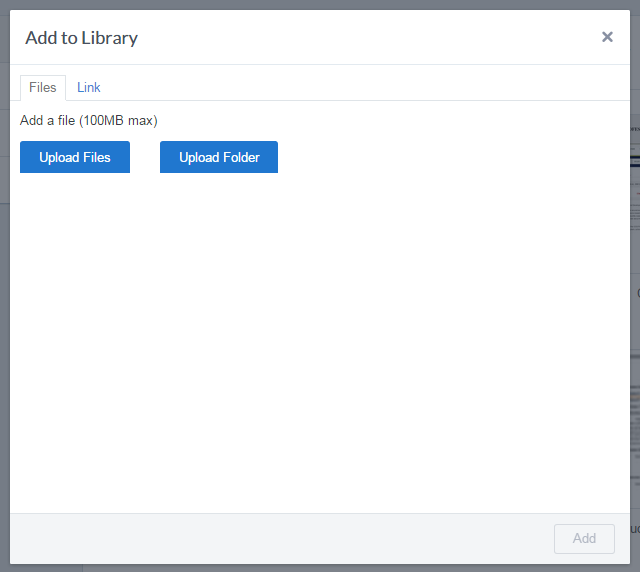 Add to Library ×
Files Link
Add a file (100MB max)
Upload Files Upload Folder
Add